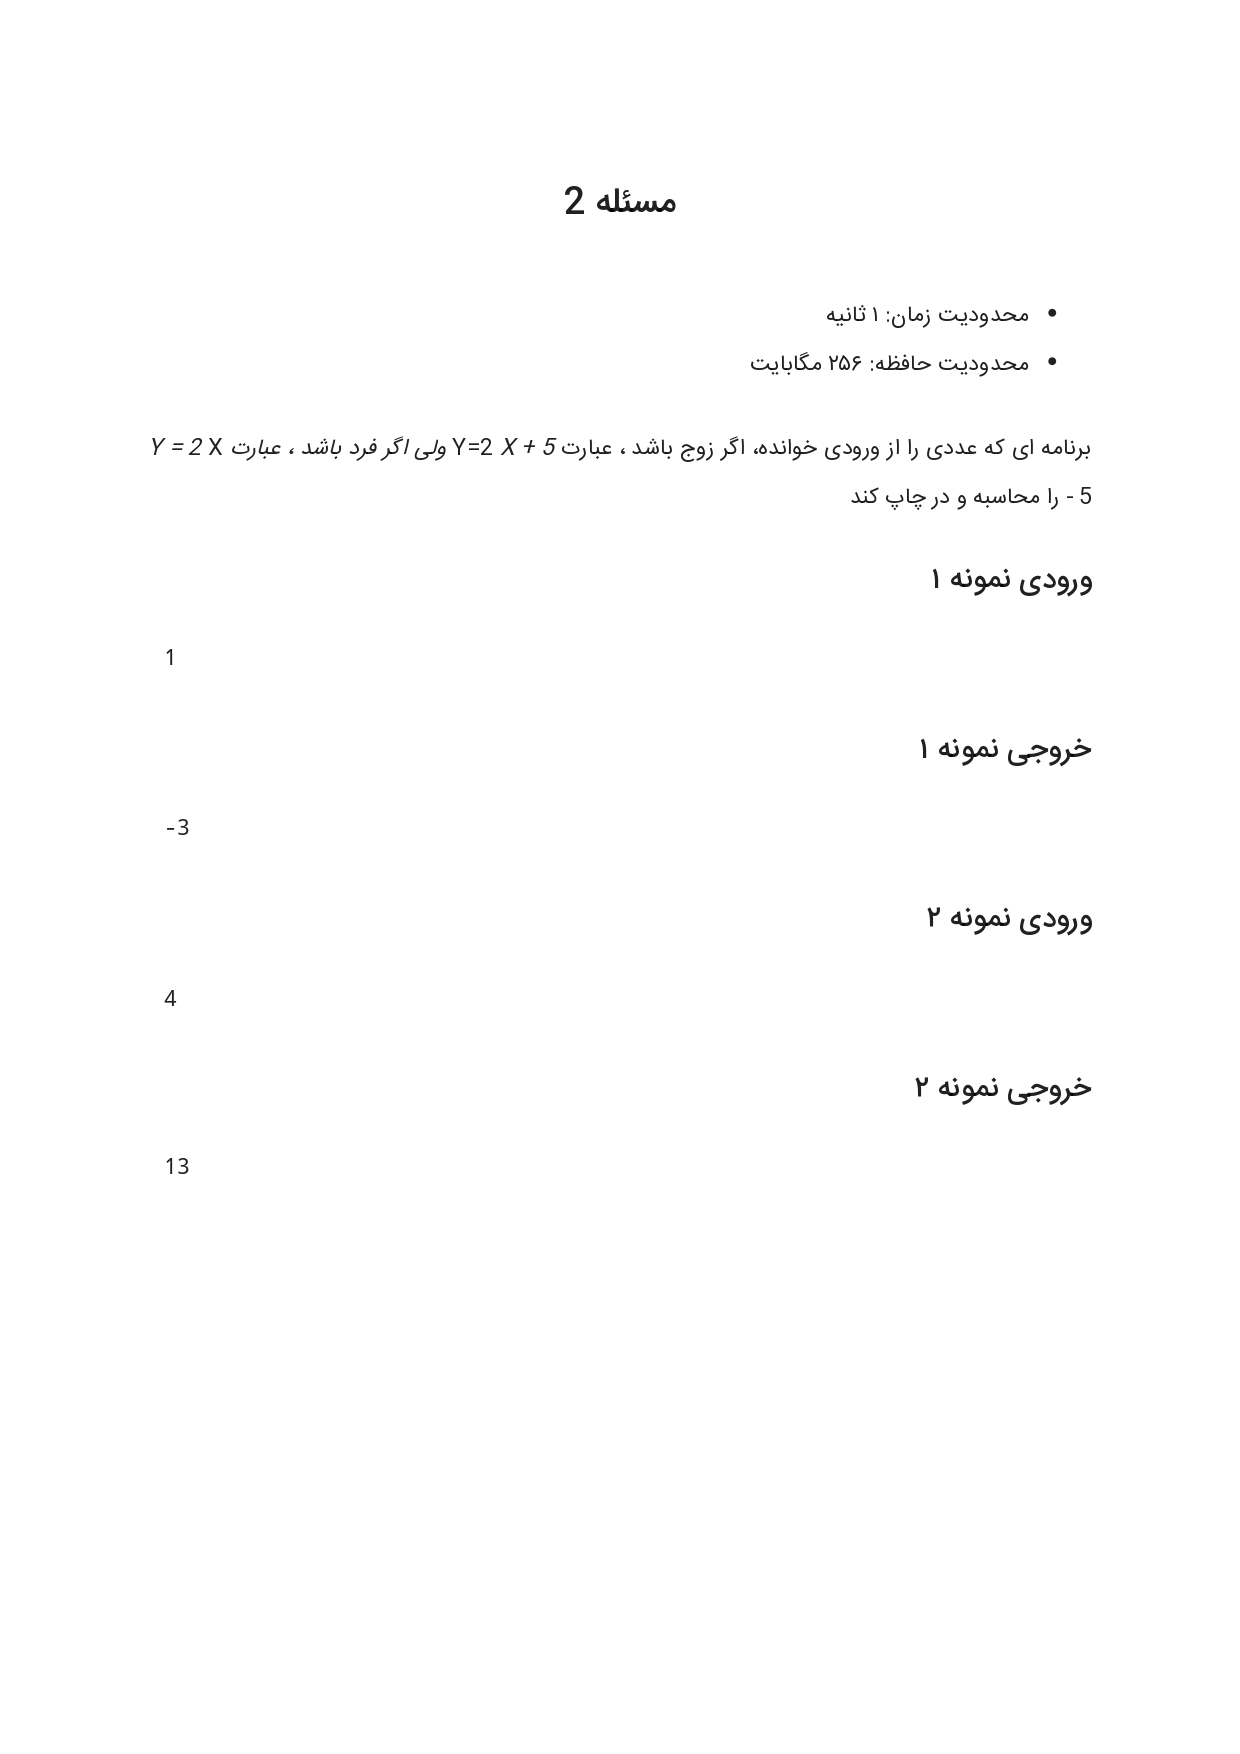 مسئله 2
• محدودیت زمان: ۱ ثانیه
• محدودیت حافظه: ۲۵۶ مگابایت
برنامه ای که عددی را از ورودی خوانده، اگر زوج باشد ، عبارت Y=2 X + 5 ولی اگر فرد باشد ، عبارت Y = 2 X
- 5 را محاسبه و در چاپ کند
ورودی نمونه ۱
1
خروجی نمونه ۱
-3
ورودی نمونه ۲
4
خروجی نمونه ۲
13